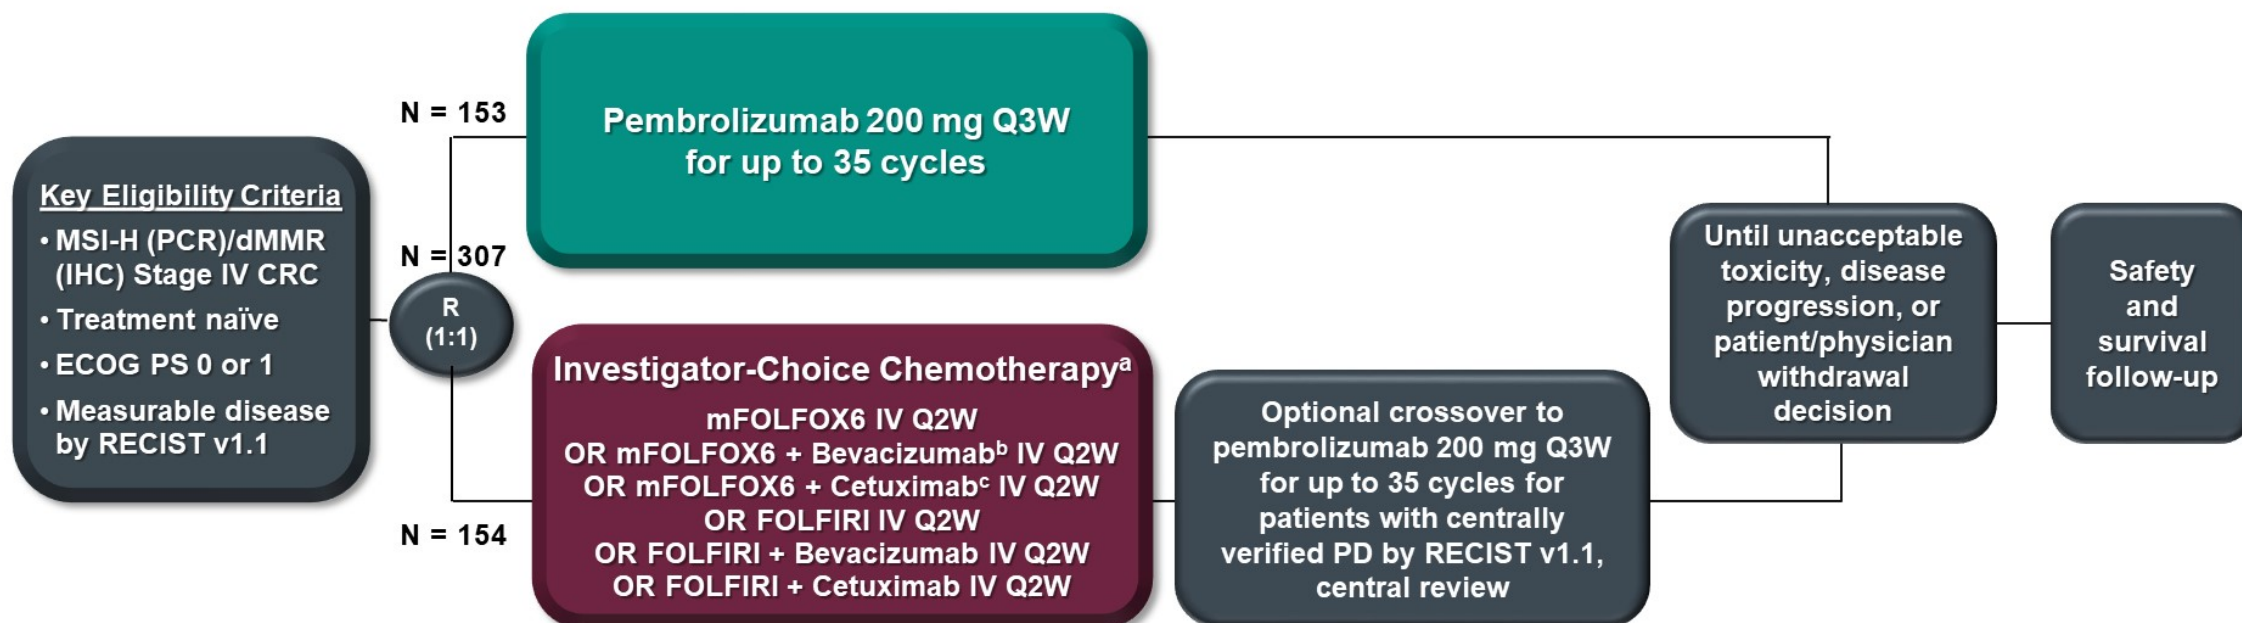 Key Eligibility Criteria
• MSI-H (PCR)/dMMR
(IHC) Stage IV CRC
• Treatment naïve
• ECOG PS 0 or 1
• Measurable disease
by RECIST v1.1
N = 307
R
(1:1)
N = 153
Pembrolizumab 200 mg Q3W
for up to 35 cycles
N = 154
Investigator-Choice Chemotherapyᵃ
mFOLFOX6 IV Q2W
OR mFOLFOX6 + Bevacizumabᵇ IV Q2W
OR mFOLFOX6 + Cetuximabᶜ IV Q2W
OR FOLFIRI IV Q2W
OR FOLFIRI + Bevacizumab IV Q2W
OR FOLFIRI + Cetuximab IV Q2W
Optional crossover to
pembrolizumab 200 mg Q3W
for up to 35 cycles for
patients with centrally
verified PD by RECIST v1.1,
central review
Until unacceptable
toxicity, disease
progression, or
patient/physician
withdrawal
decision
Safety
and
survival
follow-up